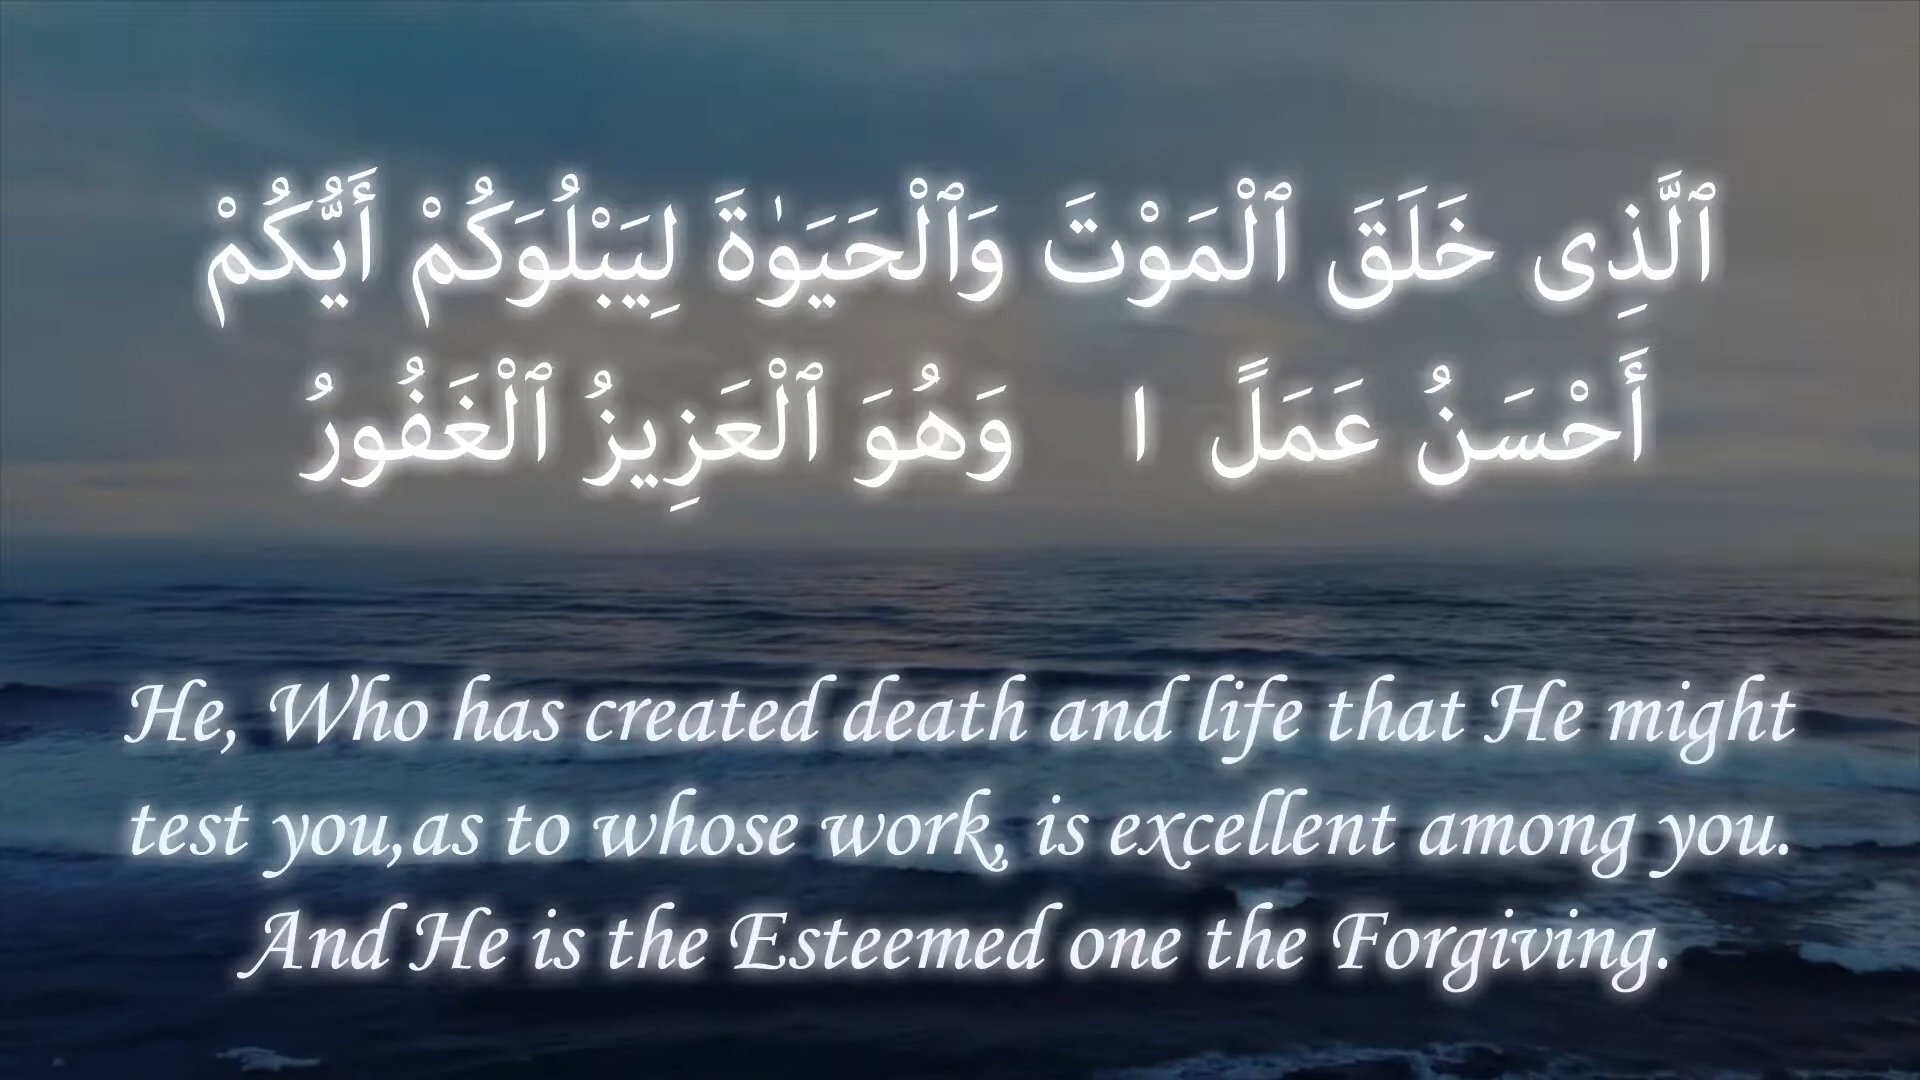 ٱلَّذِى خَلَقَ ٱلْمَوْتَ وَٱلْحَيَوٰةَ لِيَبْلُوَكُمْ أَيُّكُمْ
أَحْسَنُ عَمَلً ا وَهُوَ ٱلْعَزِيزُ ٱلْغَفُورُ
He, Who has created death and life that He might
test you,as to whose work, is excellent among you.
And He is the Esteemed one the Forgiving.